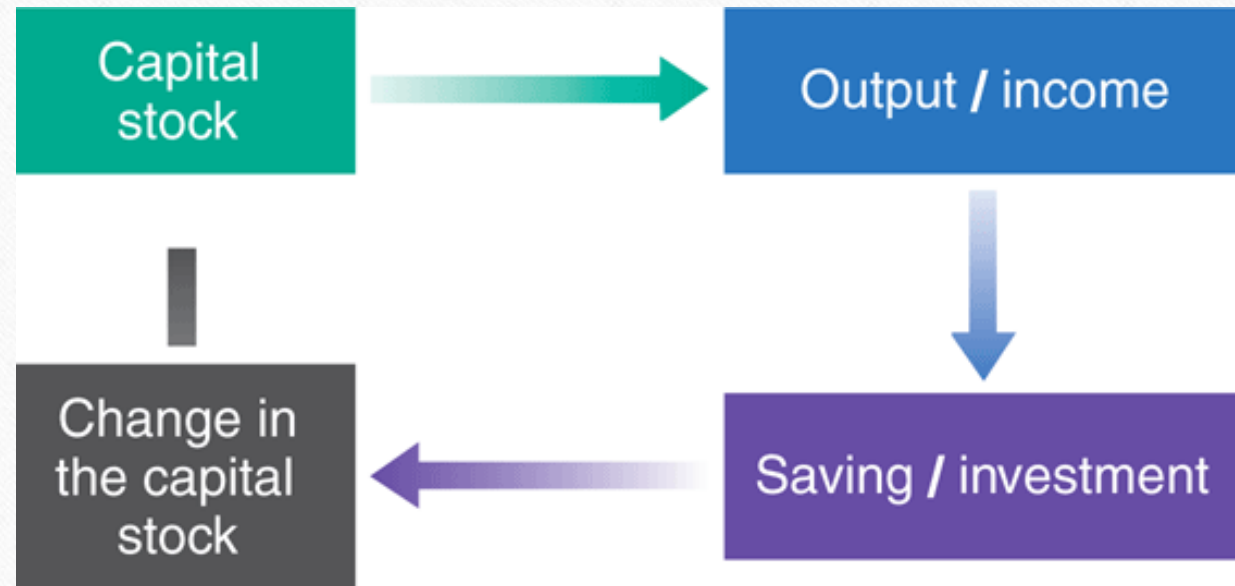 Capital
stock
Output / income
Change in
the capital
stock
Saving / investment